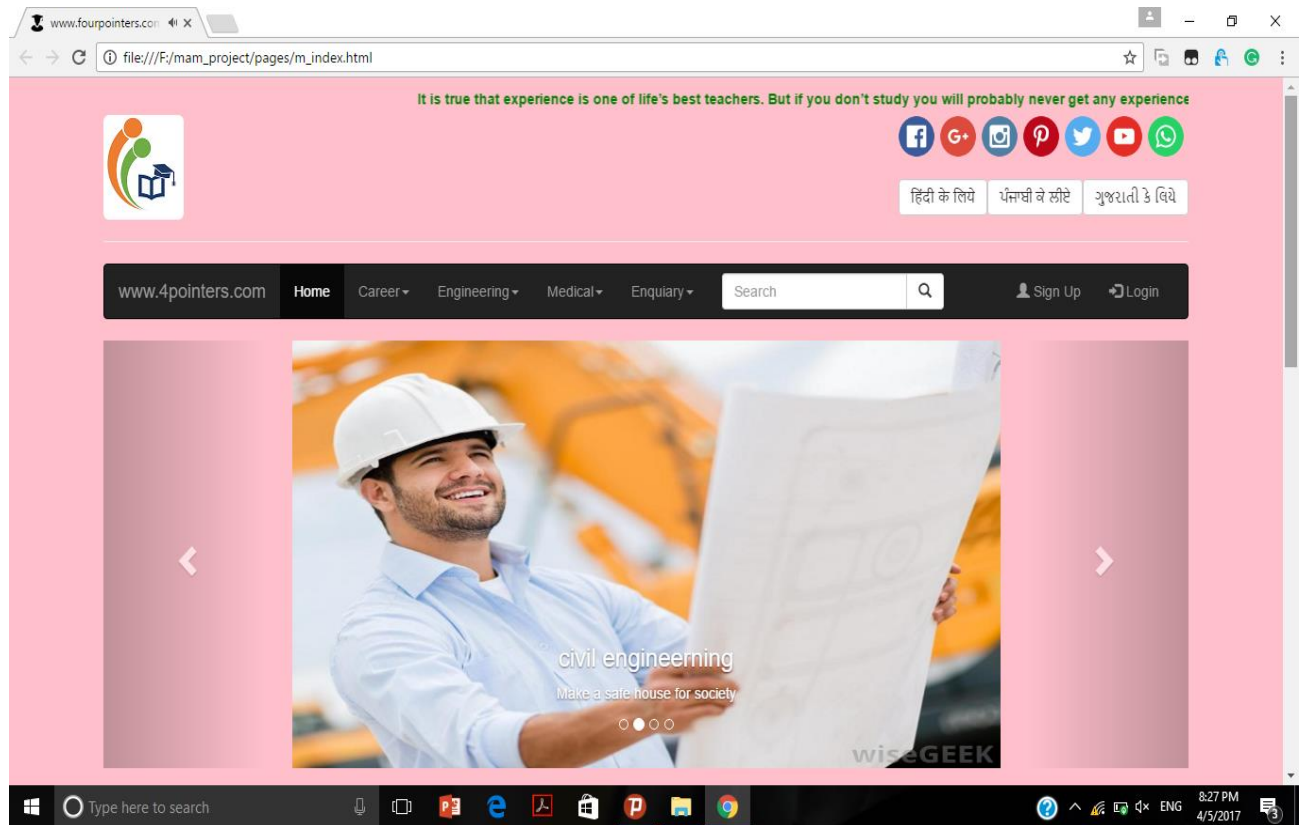 www.fourpointers.con
file:///F:/mam_project/pages/m_index.html
It is true that experience is one of life's best teachers. But if you don't study you will probably never get any experience
G+
हिंदी के लिये ਪੰਜਾਬੀ ਕੇ ਲੀਏ ગુજરાતી કે લિયે
www.4pointers.com Home Career Engineering Medical Enquiary Search Sign Up Login
civil engineerning
Make a safe house for society
wiseGEEK
Type here to search
ENG
8:27 PM
4/5/2017
3